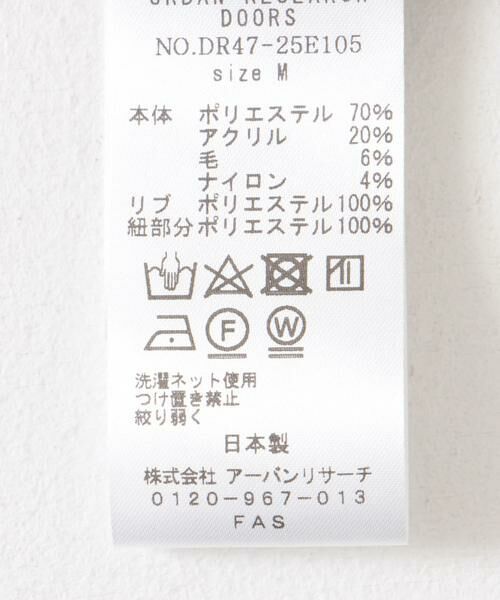 URBAN RESEARCH
DOORS
NO.DR47-25E105
size M
本体 ポリエステル 70%
アクリル 20%
毛 6%
ナイロン 4%
リブ ポリエステル 100%
紐部分 ポリエステル 100%
F W
洗濯ネット使用
つけ置き禁止
絞り弱く
日本製
株式会社 アーバンリサーチ
0120-967-013
FAS